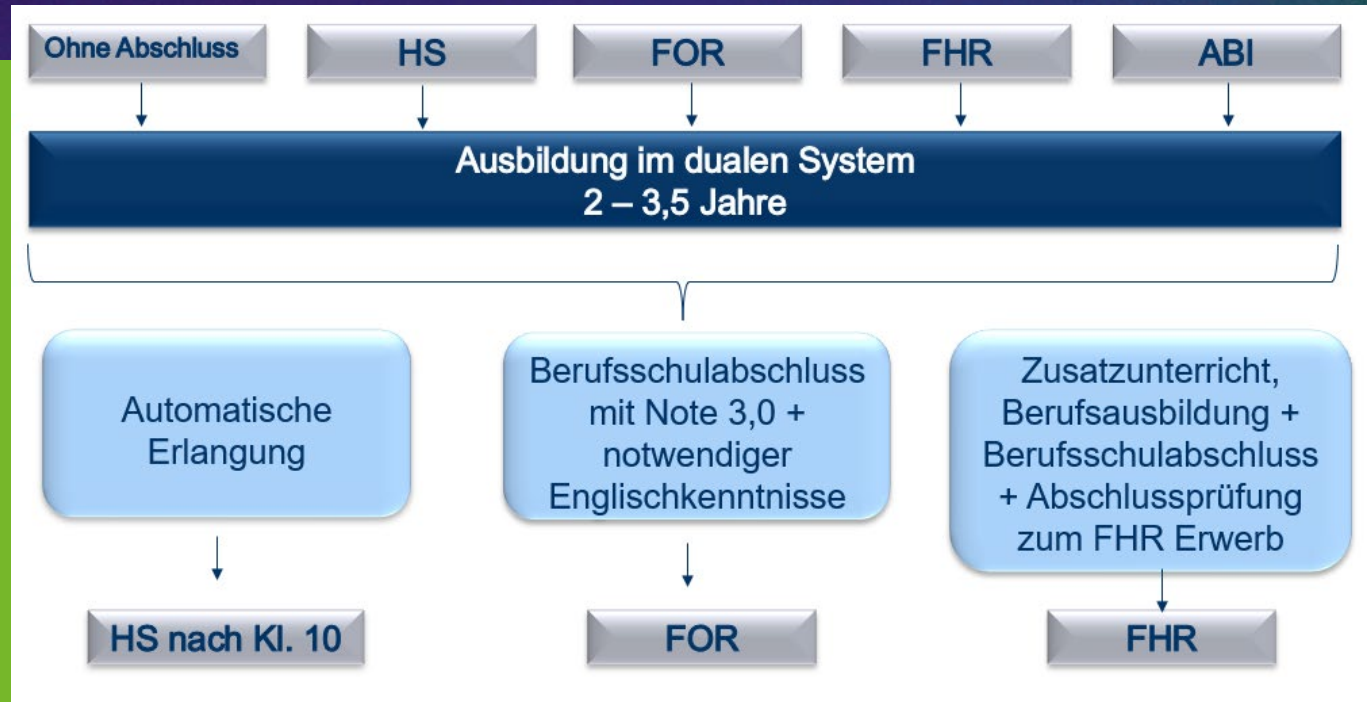 Ohne Abschluss
HS
FOR
FHR
ABI
Ausbildung im dualen System
2 – 3,5 Jahre
Automatische
Erlangung
Berufsschulabschluss
mit Note 3,0 +
notwendiger
Englischkenntnisse
Zusatzunterricht,
Berufsausbildung +
Berufsschulabschluss
+ Abschlussprüfung
zum FHR Erwerb
HS nach Kl. 10
FOR
FHR